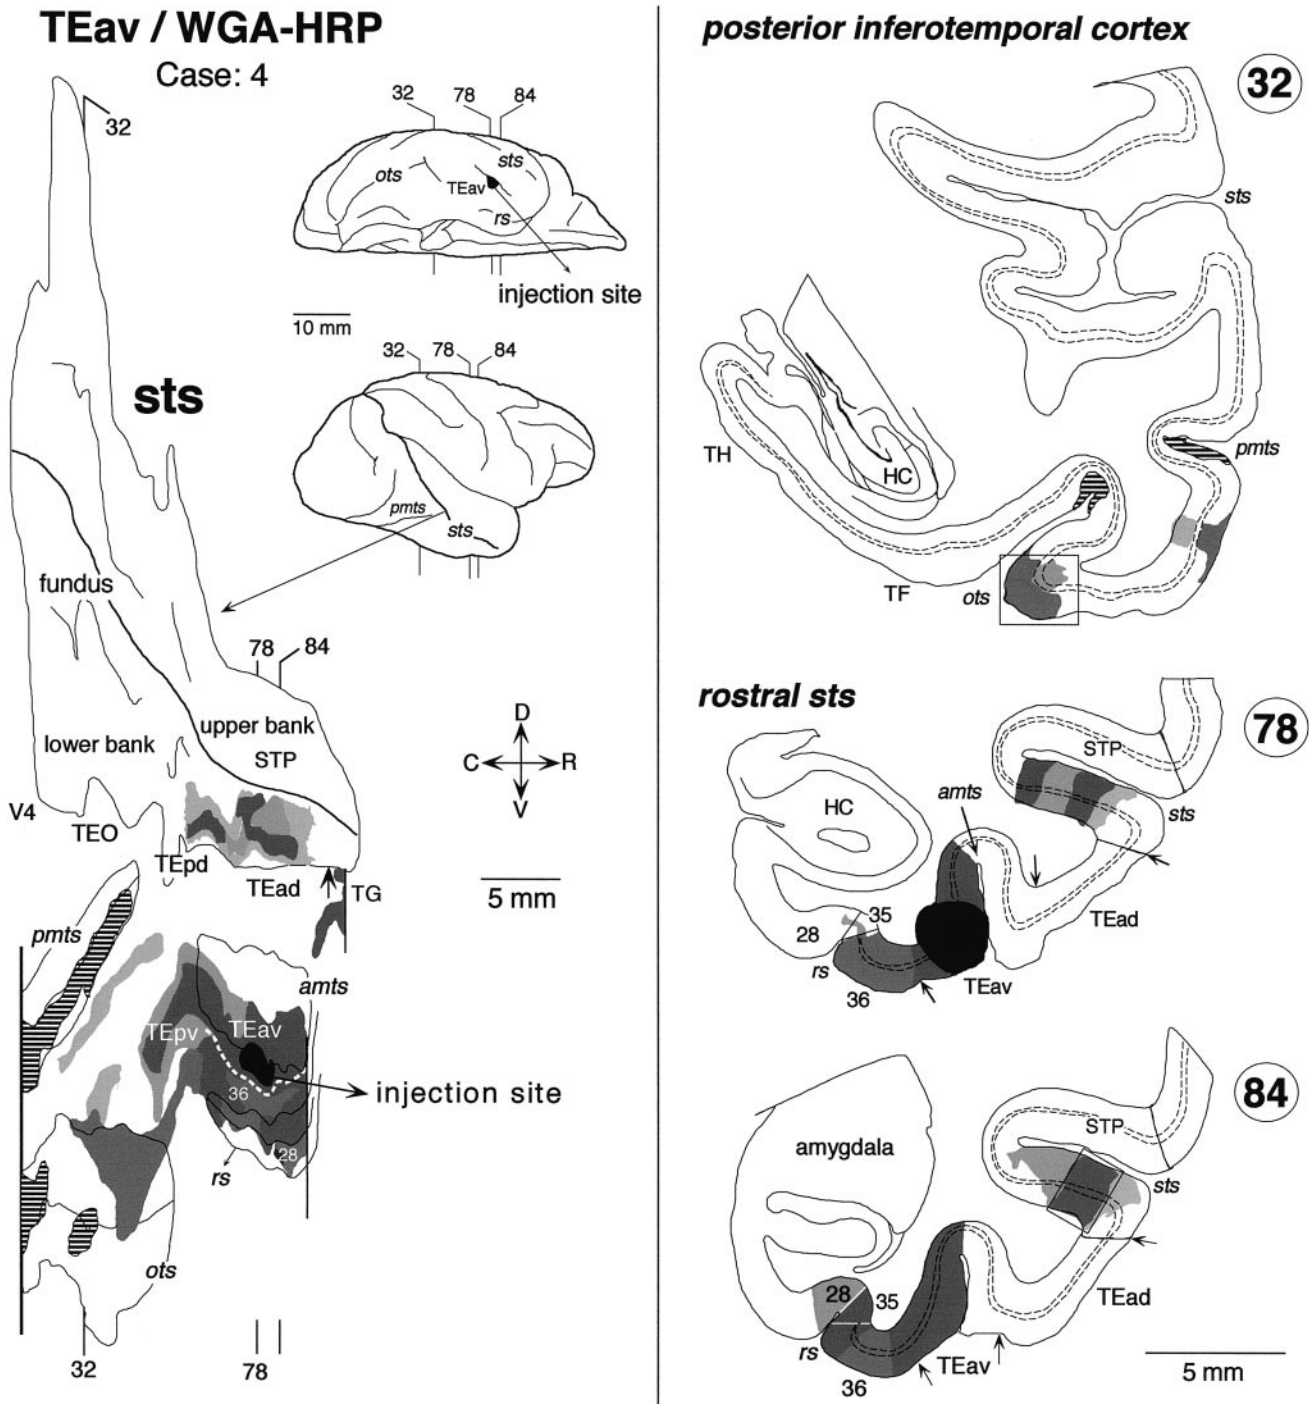 TEav / WGA-HRP
Case: 4
32
32 78 84
ots
sts
TEav
rs
injection site
10 mm
32 78 84
pmts
sts
sts
fundus
78 84
upper bank
STP
lower bank
D
C R
V
V4
TEO
TEpd
TEad
TG
5 mm
pmts
amts
TEpv
TEav
36
injection site
28
rs
ots
32
78
posterior inferotemporal cortex
32
sts
TH
HC
pmts
TF
ots
rostral sts
78
STP
HC
amts
sts
35
28
TEad
rs
TEav
36
84
STP
amygdala
sts
28
35
TEad
rs
TEav
36
5 mm